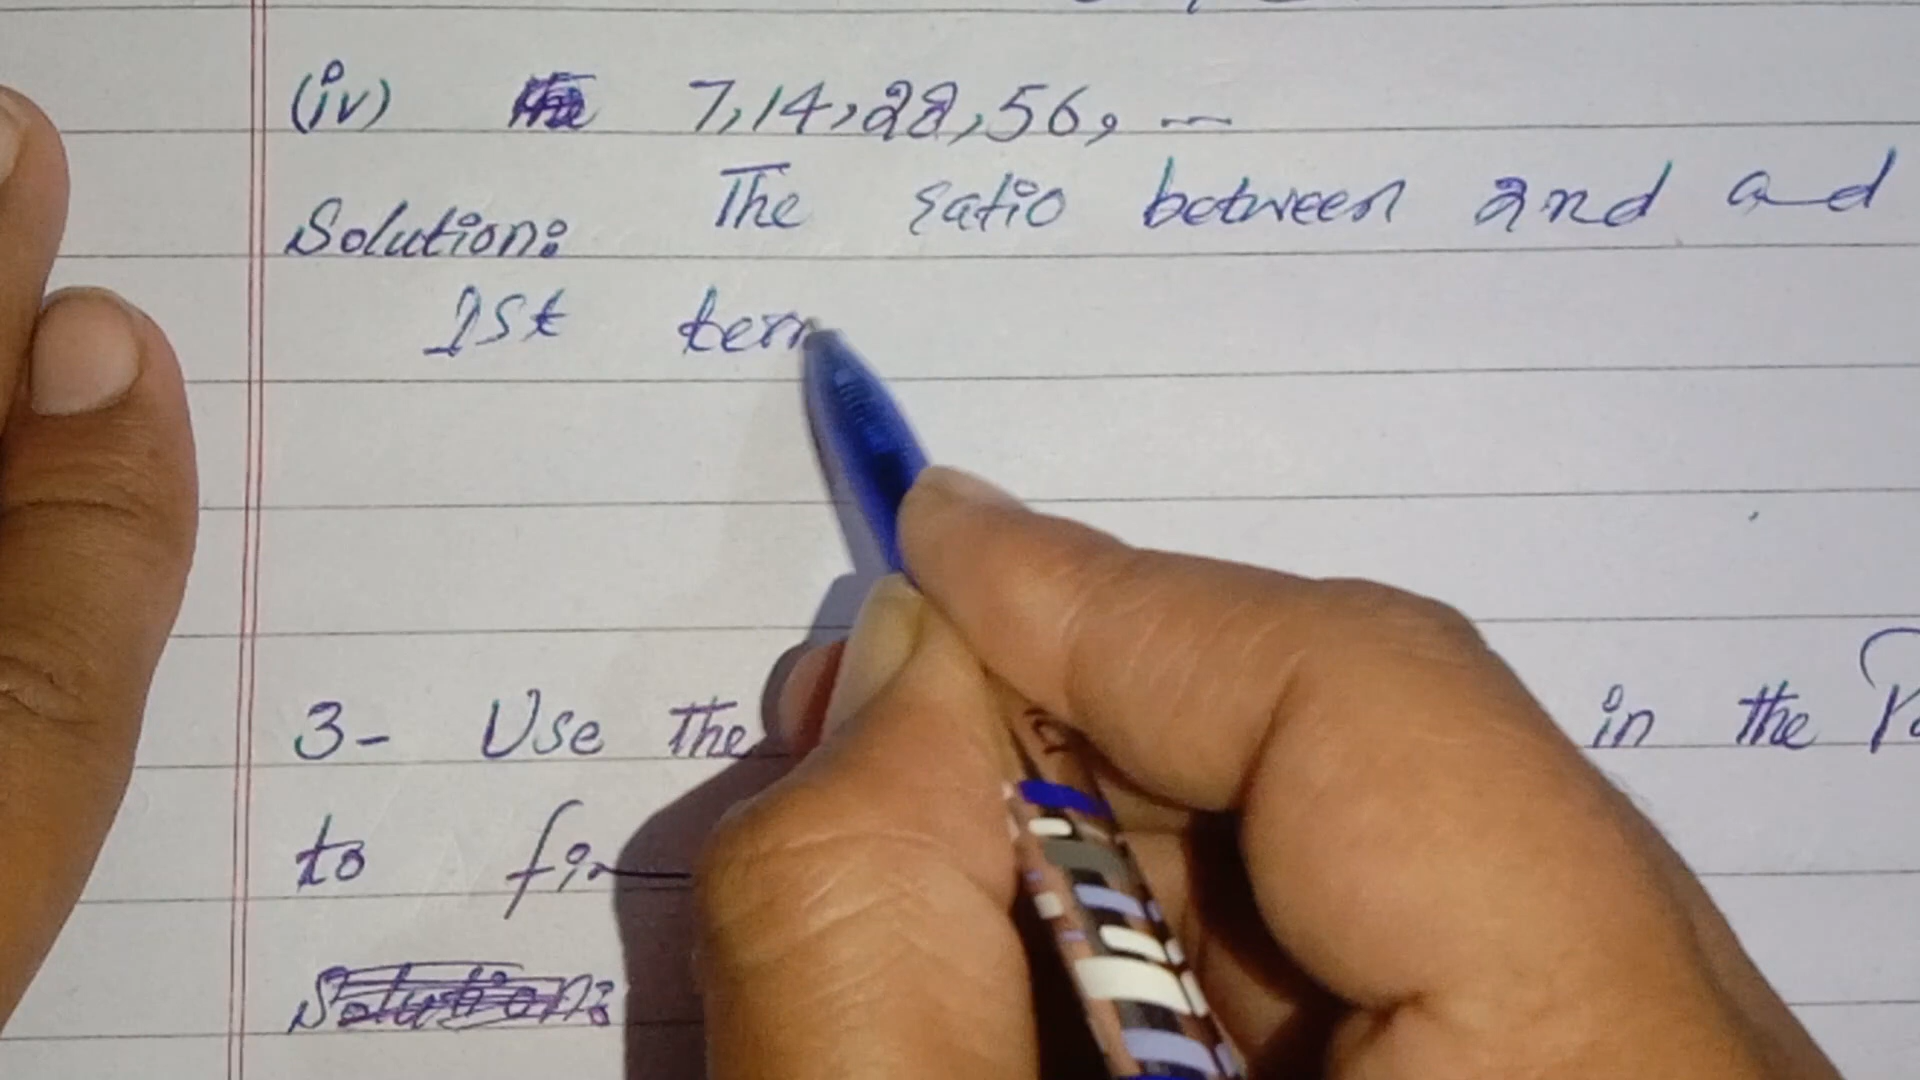 (iv) 7,14,28,56, ...
Solution: The ratio between 2nd and
1st term
3- Use the in the
to
Solution: